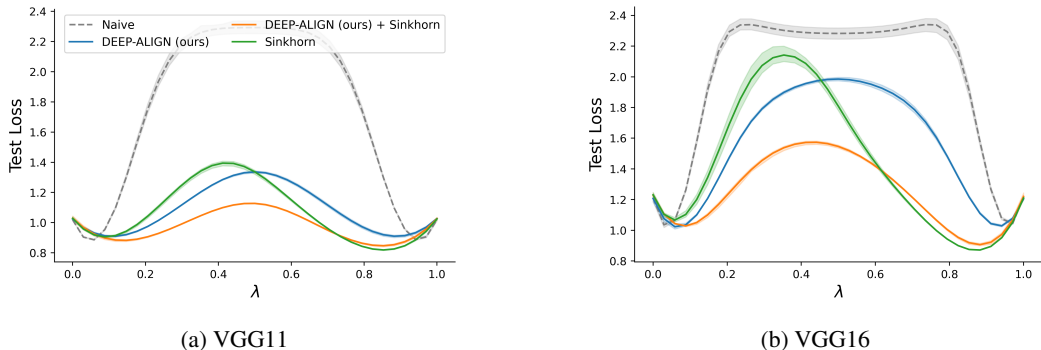 2.4
2.2
2.0
1.8
1.6
1.4
1.2
1.0
0.8
Test Loss
Naive
DEEP-ALIGN (ours)
DEEP-ALIGN (ours) + Sinkhorn
Sinkhorn
0.0 0.2 0.4 0.6 0.8 1.0
λ
(a) VGG11
2.4
2.2
2.0
1.8
1.6
1.4
1.2
1.0
0.8
Test Loss
0.0 0.2 0.4 0.6 0.8 1.0
λ
(b) VGG16